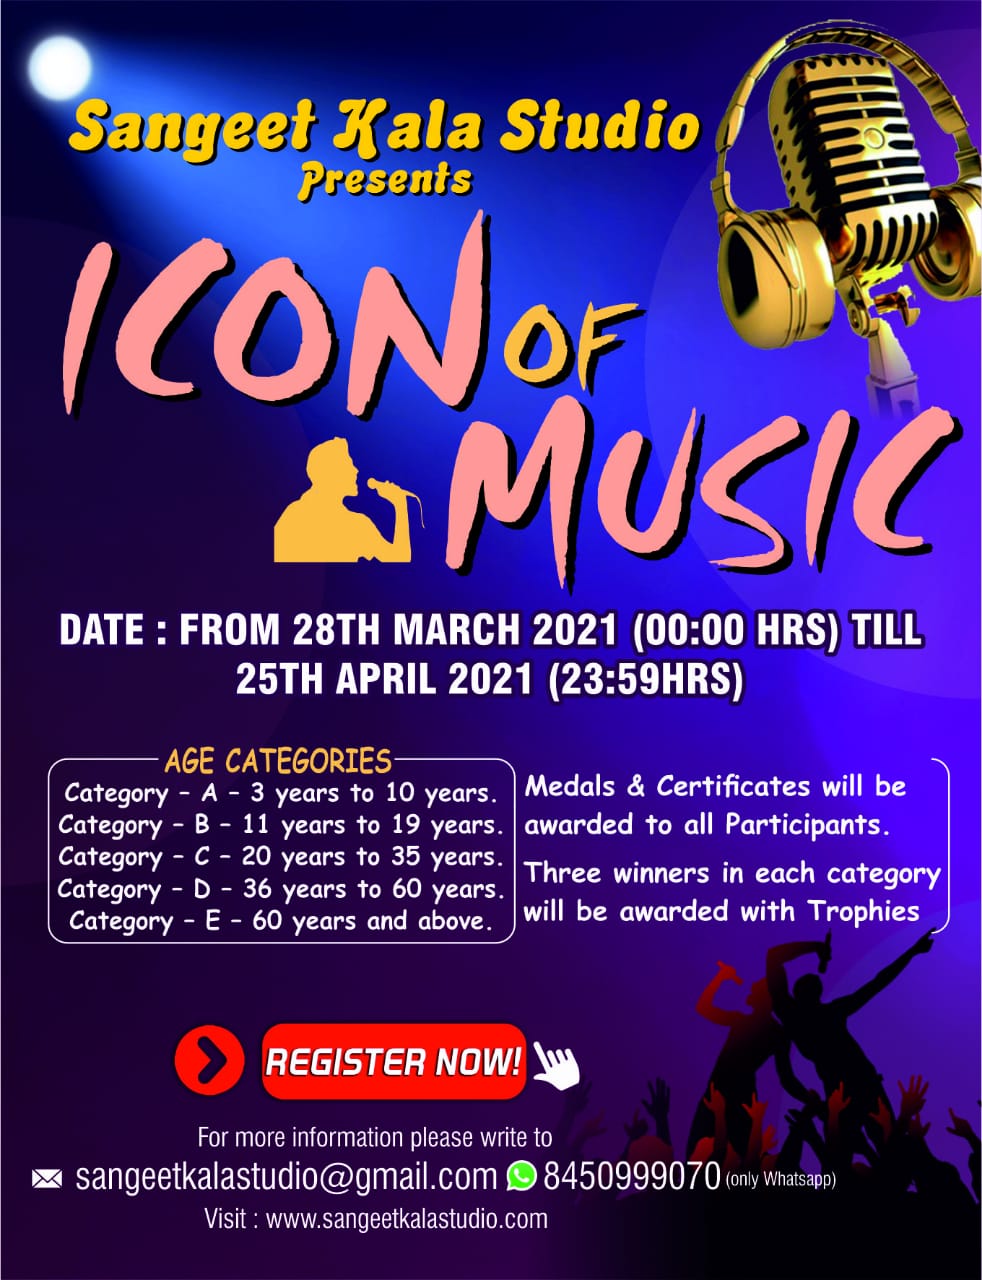 Sangeet Kala Studio
Presents
ICON OF
MUSIC
DATE : FROM 28TH MARCH 2021 (00:00 HRS) TILL
25TH APRIL 2021 (23:59HRS)
AGE CATEGORIES
Category - A - 3 years to 10 years.
Category - B - 11 years to 19 years.
Category - C - 20 years to 35 years.
Category - D - 36 years to 60 years.
Category - E - 60 years and above.
Medals & Certificates will be
awarded to all Participants.
Three winners in each category
will be awarded with Trophies
REGISTER NOW!
For more information please write to
sangeetkalastudio@gmail.com 8450999070 (only Whatsapp)
Visit : www.sangeetkalastudio.com